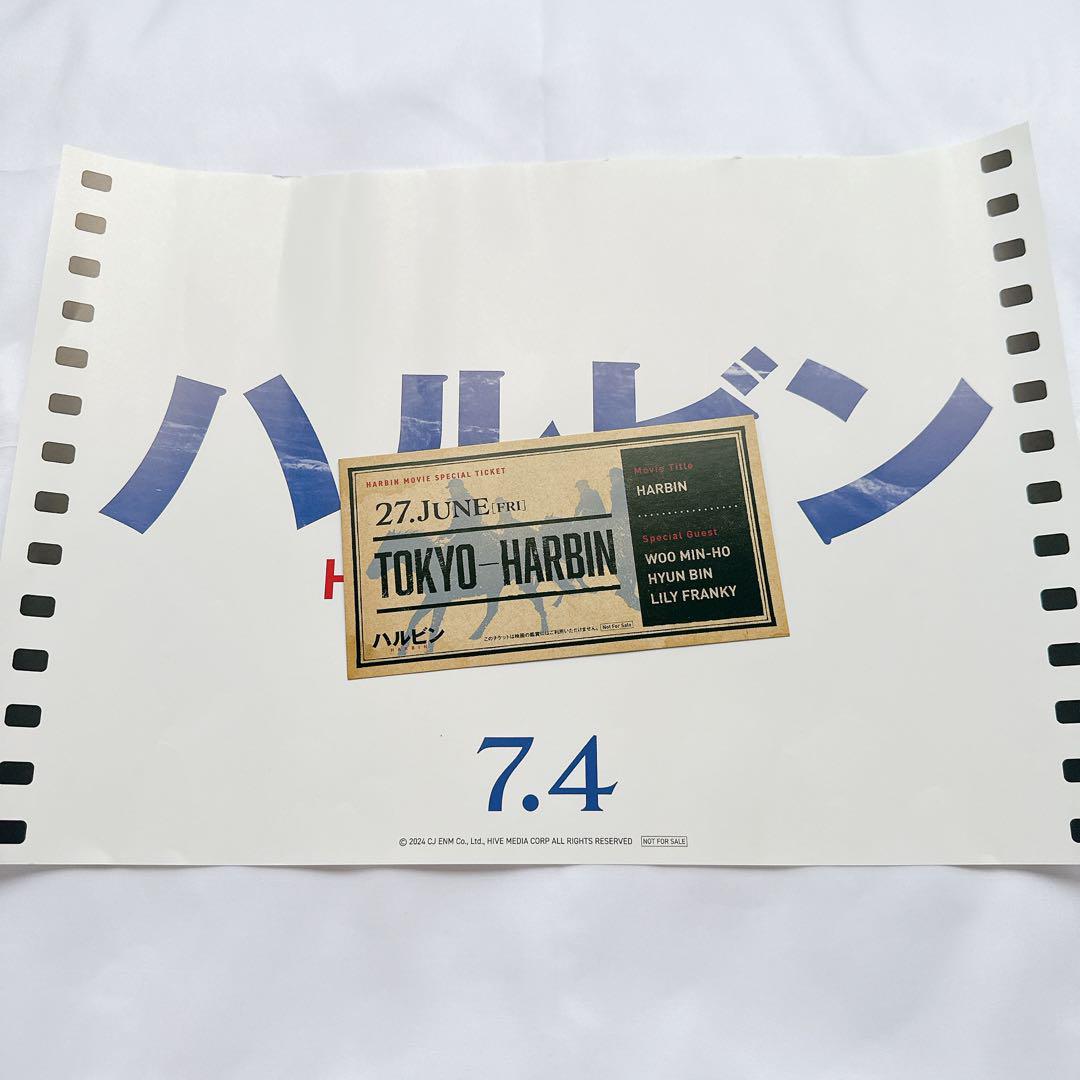 ハルビン
H
HARBIN MOVIE SPECIAL TICKET
27.JUNE [FRI]
TOKYO–HARBIN
ハルビン
HARBIN
このチケットは映画の鑑賞にはご利用いただけません。 Not For Sale
Movie Title
HARBIN
Special Guest
WOO MIN-HO
HYUN BIN
LILY FRANKY
7.4
© 2024 CJ ENM Co., Ltd., HIVE MEDIA CORP ALL RIGHTS RESERVED NOT FOR SALE